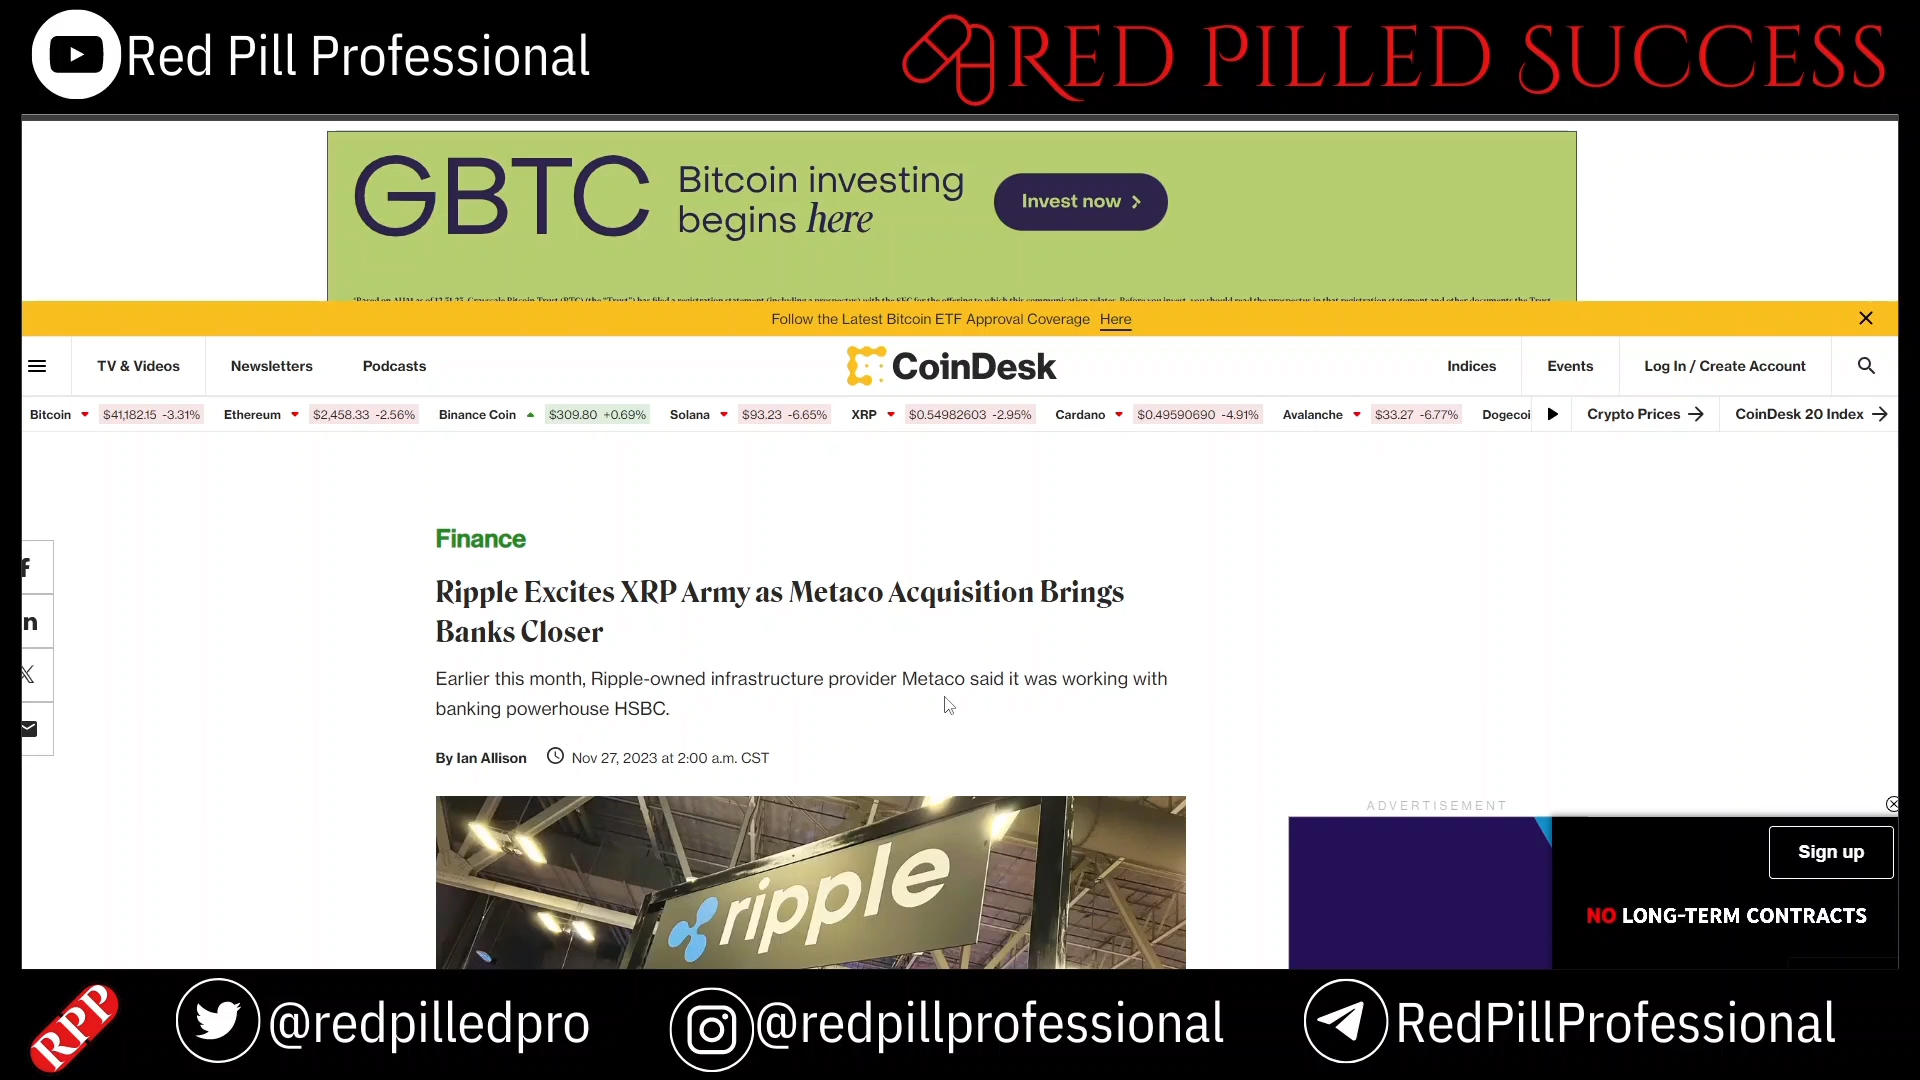 Red Pill Professional
RED PILLED SUCCESS
GBTC
Bitcoin investing
begins here
Invest now
Follow the Latest Bitcoin ETF Approval Coverage Here
TV & Videos
Newsletters
Podcasts
CoinDesk
Indices
Events
Log In / Create Account
Bitcoin $41,182.15 -3.31% Ethereum $2,458.33 -2.56% Binance Coin $309.80 +0.69% Solana $93.23 -6.65% XRP $0.54982603 -2.95% Cardano $0.49590690 -4.91% Avalanche $33.27 -6.77% Dogecoi
Crypto Prices
CoinDesk 20 Index
Finance
Ripple Excites XRP Army as Metaco Acquisition Brings
Banks Closer
Earlier this month, Ripple-owned infrastructure provider Metaco said it was working with
banking powerhouse HSBC.
By Ian Allison Nov 27, 2023 at 2:00 a.m. CST
ripple
ADVERTISEMENT
Sign up
NO LONG-TERM CONTRACTS
RPP
@redpilledpro
@redpillprofessional
RedPillProfessional